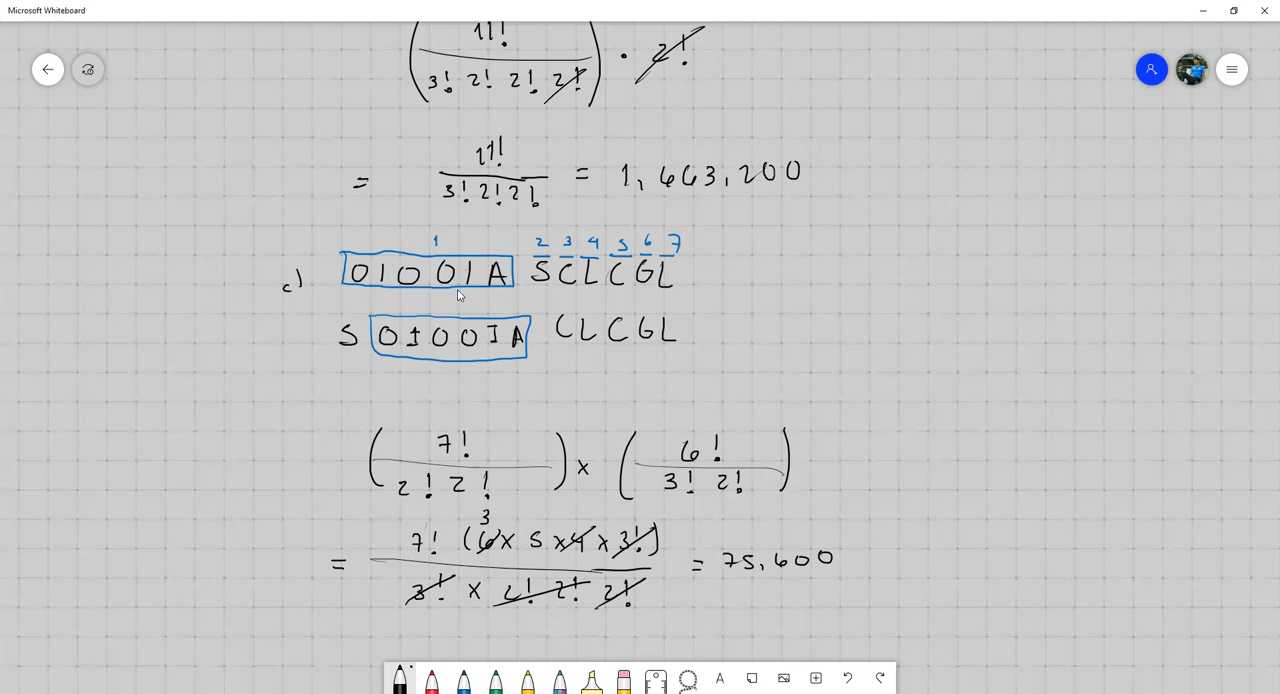 Microsoft Whiteboard
( 11! / 3! 2! 2! 2! ) · 2!
= 11! / 3! 2! 2! = 1,663,200
1 2 3 4 5 6 7
c) OIOOIA SCLCGL
S OIOOIA CLCGL
( 7! / 2! 2! ) x ( 6! / 3! 2! )
3
= 7! (6 x 5 x 4 x 3!) / 3! x 2! 2! 2! = 75,600
A